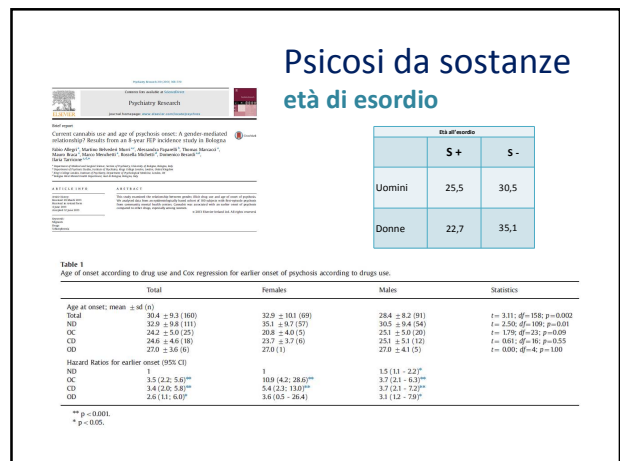 Psicosi da sostanze
età di esordio
Contents lists available at ScienceDirect
Psychiatry Research
ELSEVIER
Brief report
Current cannabis use and age of psychosis onset: A gender-mediated
relationship? Results from an 8-year FEP incidence study in Bologna
ARTICLE INFO
ABSTRACT
Età all'esordio
S + S -
Uomini 25,5 30,5
Donne 22,7 35,1
Table 1
Age of onset according to drug use and Cox regression for earlier onset of psychosis according to drugs use.
Total Females Males Statistics
Age at onset; mean ± sd (n)
Total 30.4 ± 9.3 (160) 32.9 ± 10.1 (69) 28.4 ± 8.2 (91) t= 3.11; df=158; p=0.002
ND 32.9 ± 9.8 (111) 35.1 ± 9.7 (57) 30.5 ± 9.4 (54) t= 2.50; df=109; p=0.01
OC 24.2 ± 5.0 (25) 20.8 ± 4.0 (5) 25.1 ± 5.0 (20) t= 1.79; df=23; p=0.09
CD 24.6 ± 4.6 (18) 23.7 ± 3.7 (6) 25.1 ± 5.1 (12) t= 0.61; df=16; p=0.55
OD 27.0 ± 3.6 (6) 27.0 (1) 27.0 ± 4.1 (5) t= 0.00; df=4; p=1.00
Hazard Ratios for earlier onset (95% CI)
ND 1 1 1.5 (1.1 - 2.2)*
OC 3.5 (2.2; 5.6)** 10.9 (4.2; 28.6)** 3.7 (2.1 - 6.3)**
CD 3.4 (2.0; 5.8)** 5.4 (2.3; 13.0)** 3.7 (2.1 - 7.2)**
OD 2.6 (1.1; 6.0)* 3.6 (0.5 - 26.4) 3.1 (1.2 - 7.9)*
** p < 0.001.
* p < 0.05.